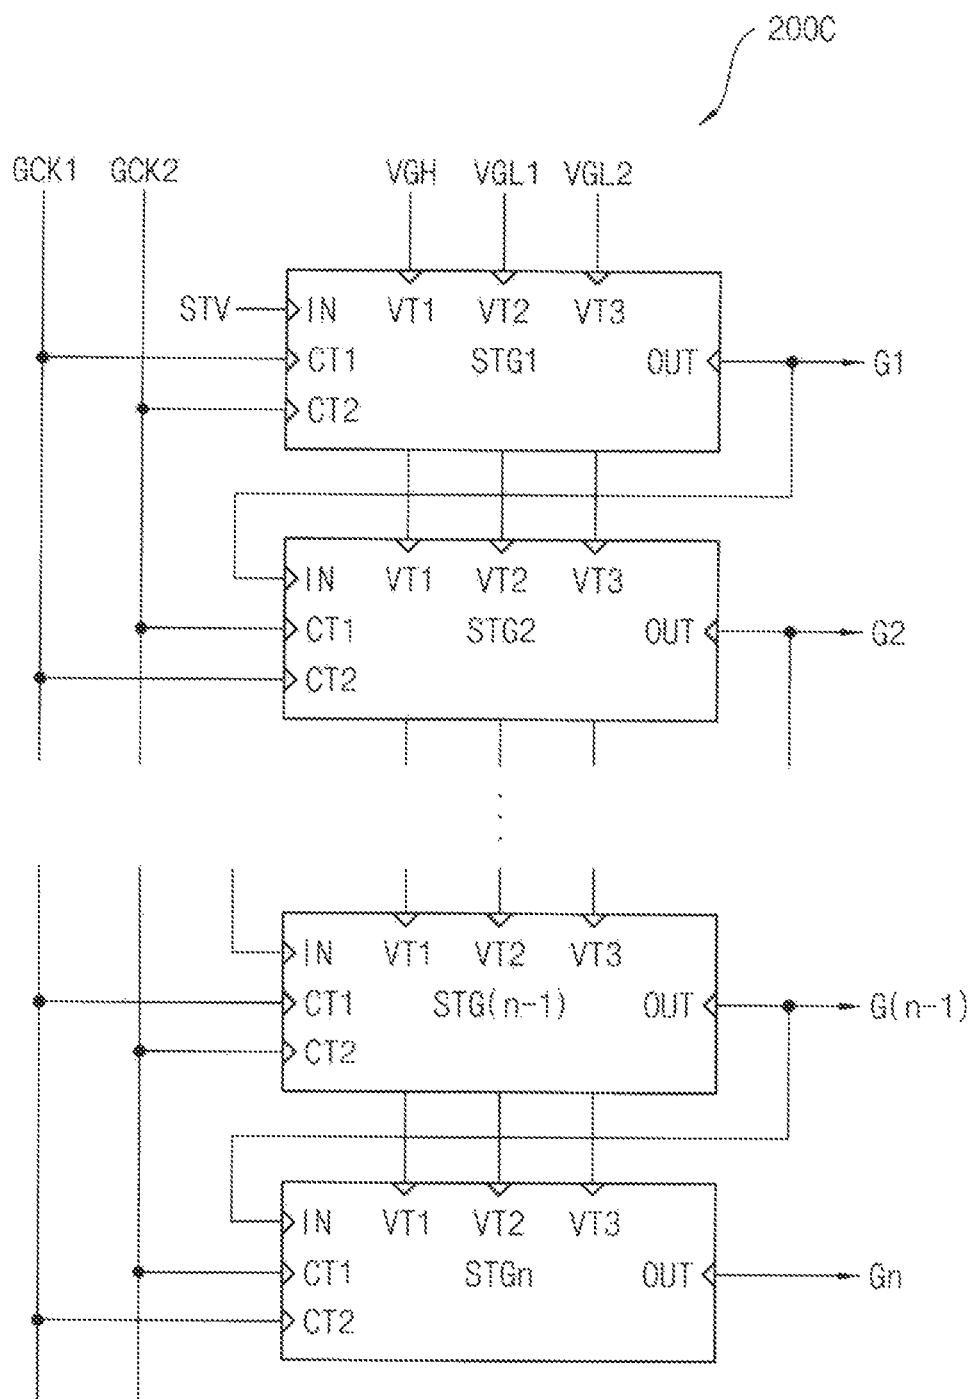 200C
GCK1 GCK2 VGH VGL1 VGL2
STV IN VT1 VT2 VT3
CT1 STG1 OUT G1
CT2
IN VT1 VT2 VT3
CT1 STG2 OUT G2
CT2
IN VT1 VT2 VT3
CT1 STG(n-1) OUT G(n-1)
CT2
IN VT1 VT2 VT3
CT1 STGn OUT Gn
CT2